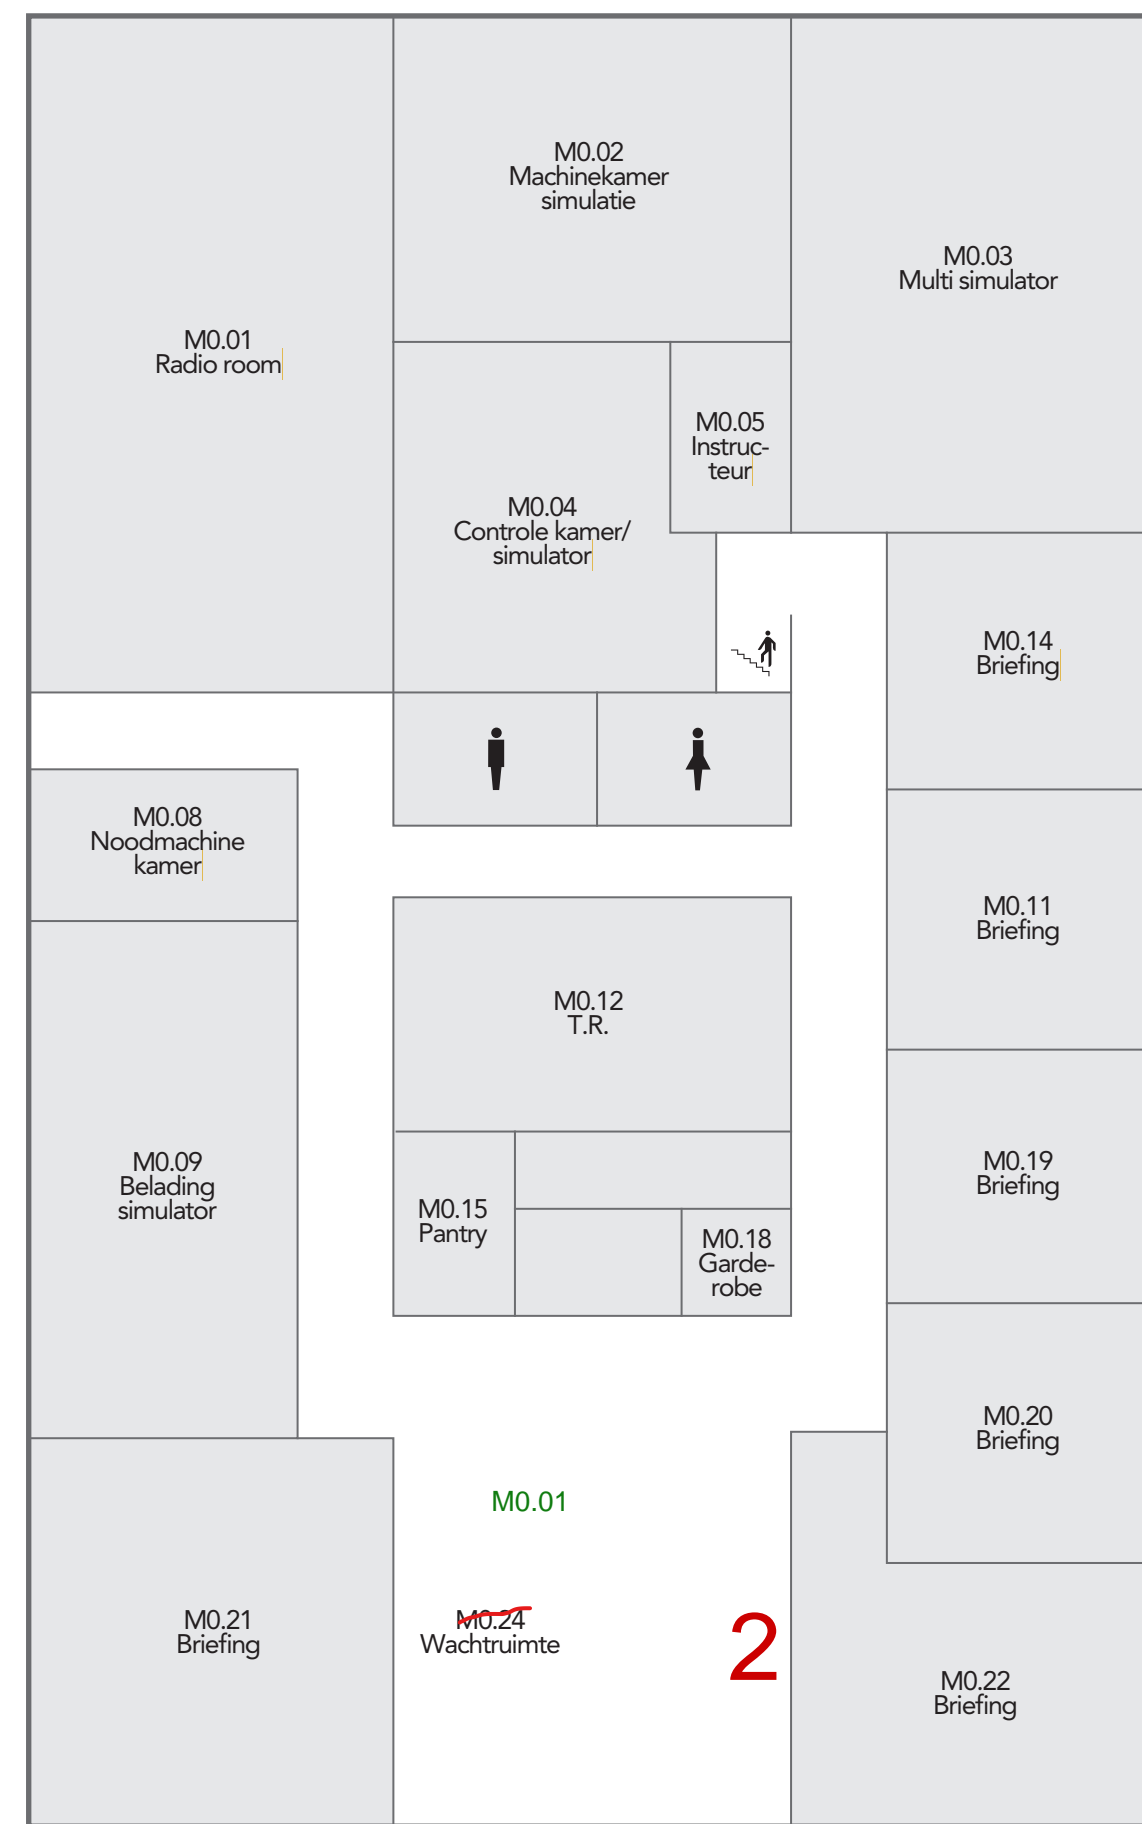 M0.02
Machinekamer
simulatie
M0.03
Multi simulator
M0.01
Radio room
M0.05
Instruc-
teur
M0.04
Controle kamer/
simulator
M0.14
Briefing
M0.08
Noodmachine
kamer
M0.11
Briefing
M0.12
T.R.
M0.09
Belading
simulator
M0.19
Briefing
M0.15
Pantry
M0.18
Garde-
robe
M0.20
Briefing
M0.01
M0.21
Briefing
M0.24
Wachtruimte
2
M0.22
Briefing